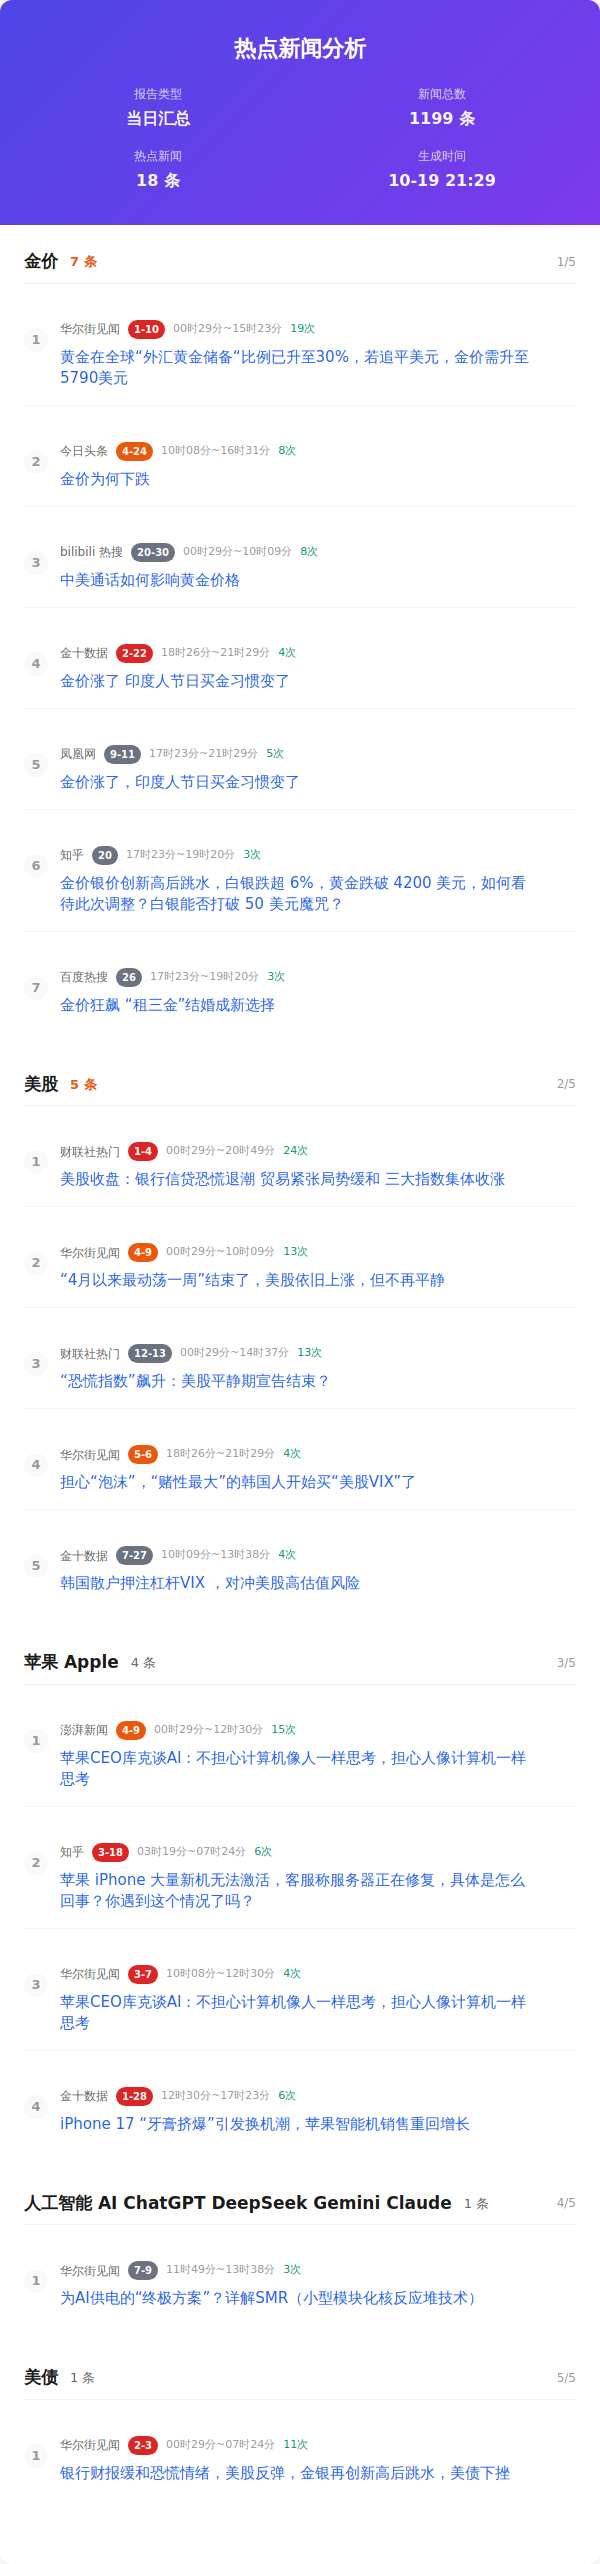 热点新闻分析
报告类型
新闻总数
当日汇总
1199 条
热点新闻
生成时间
18 条
10-19 21:29
金价 7 条 1/5
1 华尔街见闻 1-10 00时29分~15时23分 19次
黄金在全球“外汇黄金储备“比例已升至30%，若追平美元，金价需升至
5790美元
2 今日头条 4-24 10时08分~16时31分 8次
金价为何下跌
3 bilibili 热搜 20-30 00时29分~10时09分 8次
中美通话如何影响黄金价格
4 金十数据 2-22 18时26分~21时29分 4次
金价涨了 印度人节日买金习惯变了
5 凤凰网 9-11 17时23分~21时29分 5次
金价涨了，印度人节日买金习惯变了
6 知乎 20 17时23分~19时20分 3次
金价银价创新高后跳水，白银跌超 6%，黄金跌破 4200 美元，如何看
待此次调整？白银能否打破 50 美元魔咒？
7 百度热搜 26 17时23分~19时20分 3次
金价狂飙 “租三金”结婚成新选择
美股 5 条 2/5
1 财联社热门 1-4 00时29分~20时49分 24次
美股收盘：银行信贷恐慌退潮 贸易紧张局势缓和 三大指数集体收涨
2 华尔街见闻 4-9 00时29分~10时09分 13次
“4月以来最动荡一周”结束了，美股依旧上涨，但不再平静
3 财联社热门 12-13 00时29分~14时37分 13次
“恐慌指数”飙升：美股平静期宣告结束？
4 华尔街见闻 5-6 18时26分~21时29分 4次
担心“泡沫”，“赌性最大”的韩国人开始买“美股VIX”了
5 金十数据 7-27 10时09分~13时38分 4次
韩国散户押注杠杆VIX ，对冲美股高估值风险
苹果 Apple 4 条 3/5
1 澎湃新闻 4-9 00时29分~12时30分 15次
苹果CEO库克谈AI：不担心计算机像人一样思考，担心人像计算机一样
思考
2 知乎 3-18 03时19分~07时24分 6次
苹果 iPhone 大量新机无法激活，客服称服务器正在修复，具体是怎么
回事？你遇到这个情况了吗？
3 华尔街见闻 3-7 10时08分~12时30分 4次
苹果CEO库克谈AI：不担心计算机像人一样思考，担心人像计算机一样
思考
4 金十数据 1-28 12时30分~17时23分 6次
iPhone 17 “牙膏挤爆”引发换机潮，苹果智能机销售重回增长
人工智能 AI ChatGPT DeepSeek Gemini Claude 1 条 4/5
1 华尔街见闻 7-9 11时49分~13时38分 3次
为AI供电的“终极方案”？详解SMR（小型模块化核反应堆技术）
美债 1 条 5/5
1 华尔街见闻 2-3 00时29分~07时24分 11次
银行财报缓和恐慌情绪，美股反弹，金银再创新高后跳水，美债下挫